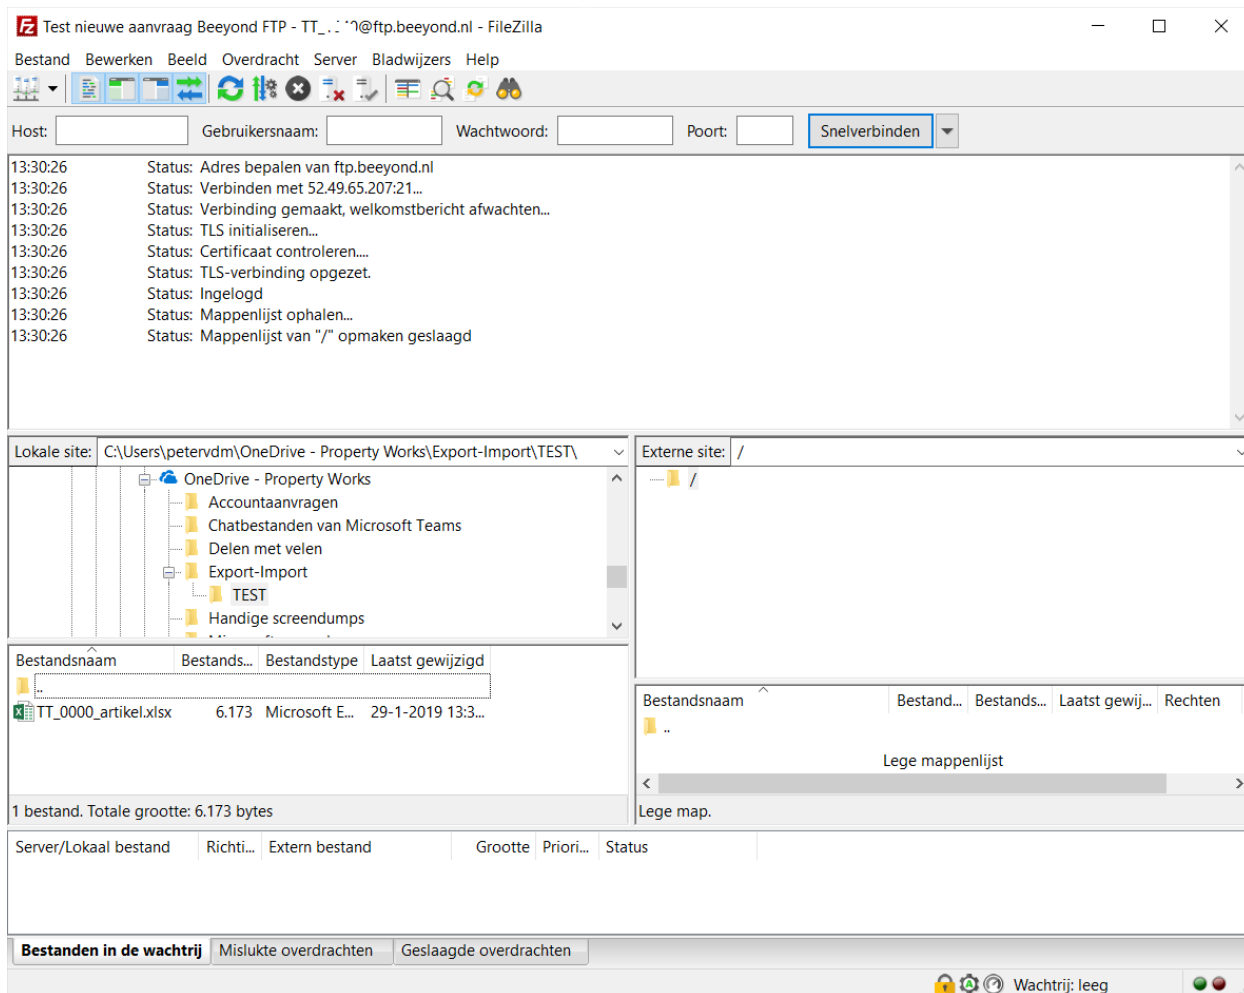 Test nieuwe aanvraag Beeyond FTP - @ftp.beeyond.nl - FileZilla
Bestand Bewerken Beeld Overdracht Server Bladwijzers Help
Host: Gebruikersnaam: Wachtwoord: Poort: Snelverbinden
13:30:26 Status: Adres bepalen van ftp.beeyond.nl
13:30:26 Status: Verbinden met 52.49.65.207:21...
13:30:26 Status: Verbinding gemaakt, welkomstbericht afwachten...
13:30:26 Status: TLS initialiseren...
13:30:26 Status: Certificaat controleren....
13:30:26 Status: TLS-verbinding opgezet.
13:30:26 Status: Ingelogd
13:30:26 Status: Mappenlijst ophalen...
13:30:26 Status: Mappenlijst van "/" opmaken geslaagd
Lokale site: C:\Users\petervdm\OneDrive - Property Works\Export-Import\TEST\
OneDrive - Property Works
Accountaanvragen
Chatbestanden van Microsoft Teams
Delen met velen
Export-Import
TEST
Handige screendumps
Bestandsnaam Bestands... Bestandstype Laatst gewijzigd
..
TT_0000_artikel.xlsx 6.173 Microsoft E... 29-1-2019 13:3...
1 bestand. Totale grootte: 6.173 bytes
Externe site: /
/
Bestandsnaam Bestand... Bestands... Laatst gewij... Rechten
..
Lege mappenlijst
Lege map.
Server/Lokaal bestand Richti... Extern bestand Grootte Priori... Status
Bestanden in de wachtrij Mislukte overdrachten Geslaagde overdrachten
Wachtrij: leeg